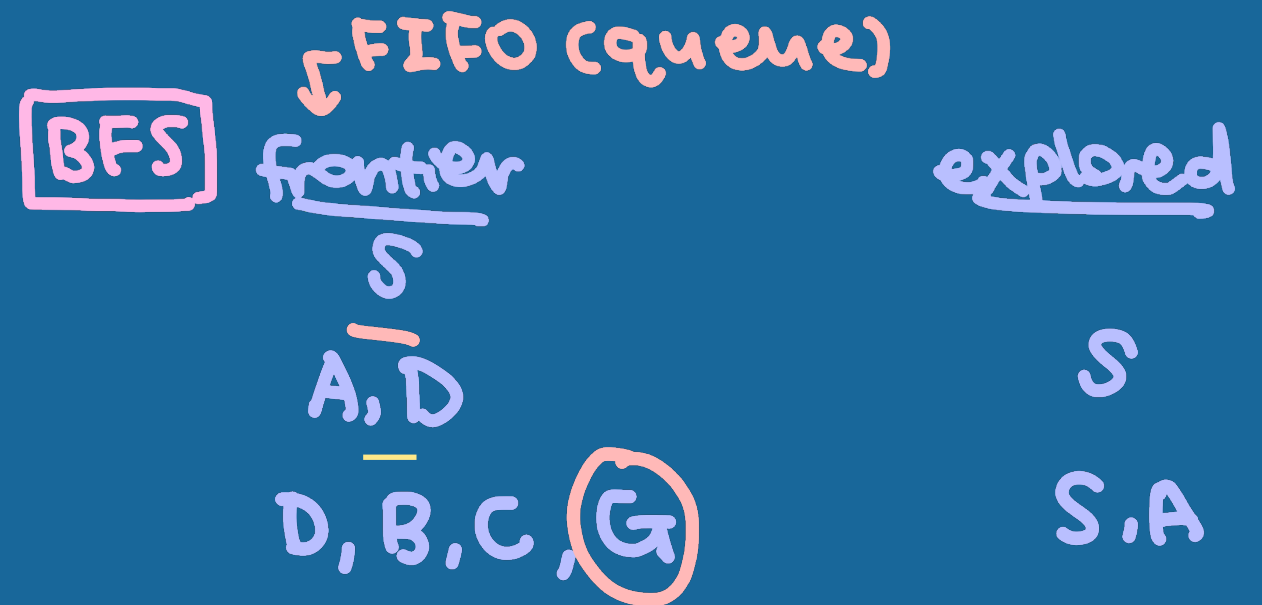 FIFO (queue)
BFS frontier explored
S
A, D S
D, B, C, G S, A